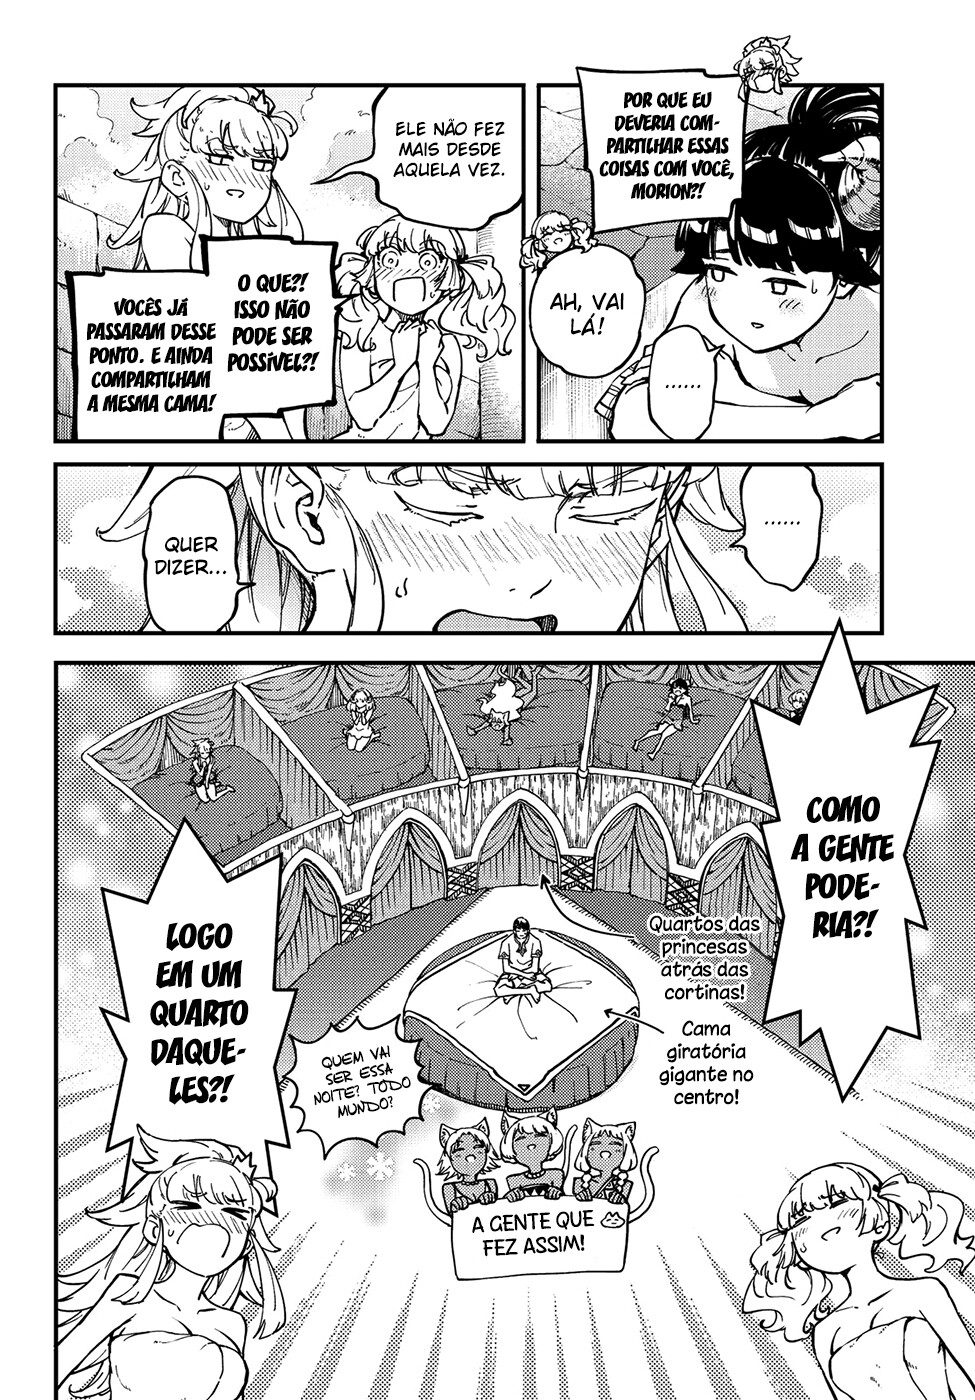 POR QUE EU
DEVERIA COM-
PARTILHAR ESSAS
COISAS COM VOCÊ,
MORION?!
AH, VAI
LÁ!
......
ELE NÃO FEZ
MAIS DESDE
AQUELA VEZ.
O QUE?!
ISSO NÃO
PODE SER
POSSÍVEL?!
VOCÊS JÁ
PASSARAM DESSE
PONTO. E AINDA
COMPARTILHAM
A MESMA CAMA!
......
QUER
DIZER...
COMO
A GENTE
PODE-
RIA?!
Quartos das
princesas
atrás das
cortinas!
Cama
giratória
gigante no
centro!
LOGO
EM UM
QUARTO
DAQUE-
LES?!
QUEM VAI
SER ESSA
NOITE? TODO
MUNDO?
A GENTE QUE
FEZ ASSIM!